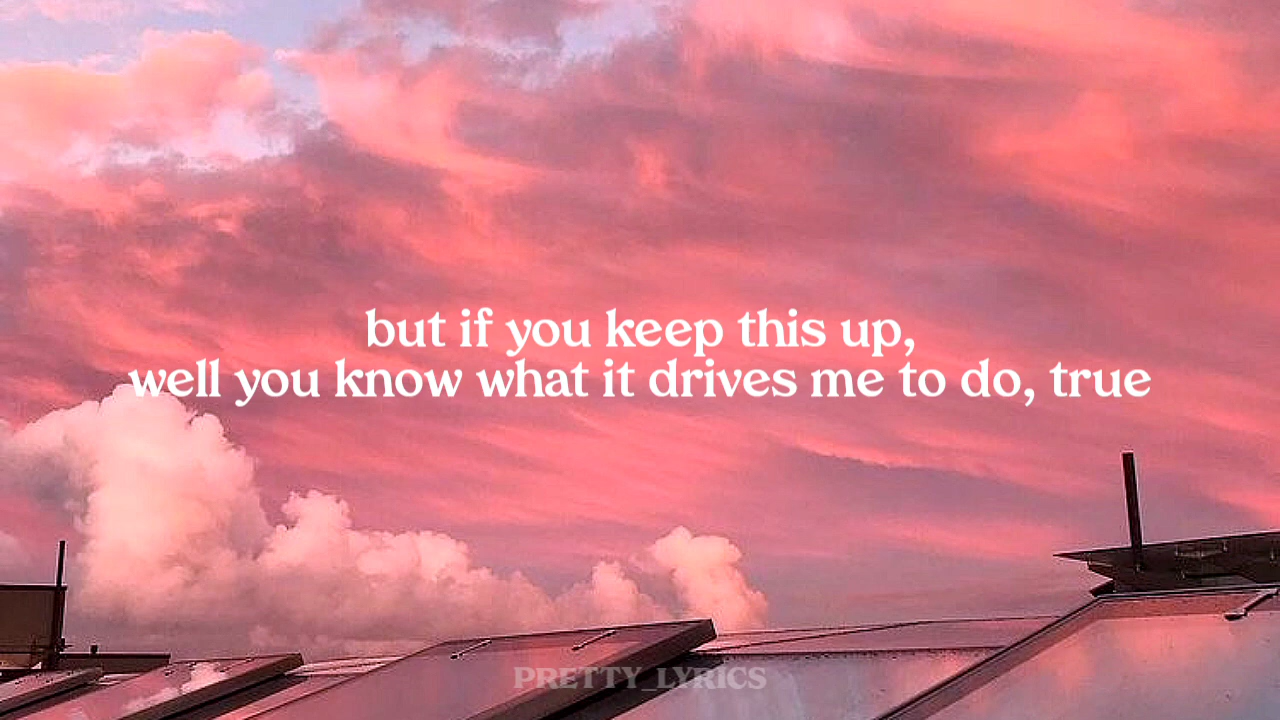 but if you keep this up,
well you know what it drives me to do, true
PRETTY_LYRICS